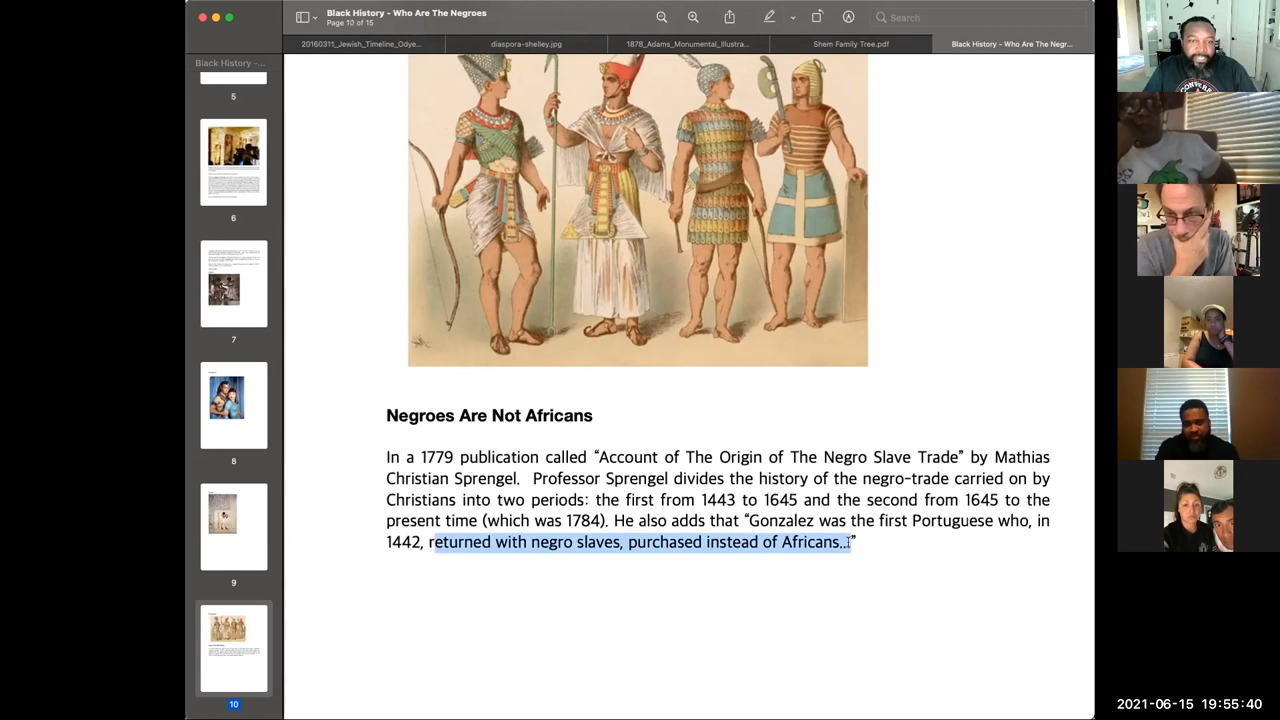 Black History - Who Are The Negroes
Page 10 of 15
Search
20160311_Jewish_Timeline_Odye...
diaspora-shelley.jpg
1878_Adams_Monumental_Illustra...
Shem Family Tree.pdf
Black History - Who Are The Negr...
Black History -...
5
6
7
8
9
10
Negroes Are Not Africans
In a 1779 publication called “Account of The Origin of The Negro Slave Trade” by Mathias
Christian Sprengel. Professor Sprengel divides the history of the negro-trade carried on by
Christians into two periods: the first from 1443 to 1645 and the second from 1645 to the
present time (which was 1784). He also adds that “Gonzalez was the first Portuguese who, in
1442, returned with negro slaves, purchased instead of Africans...”
2021-06-15 19:55:40